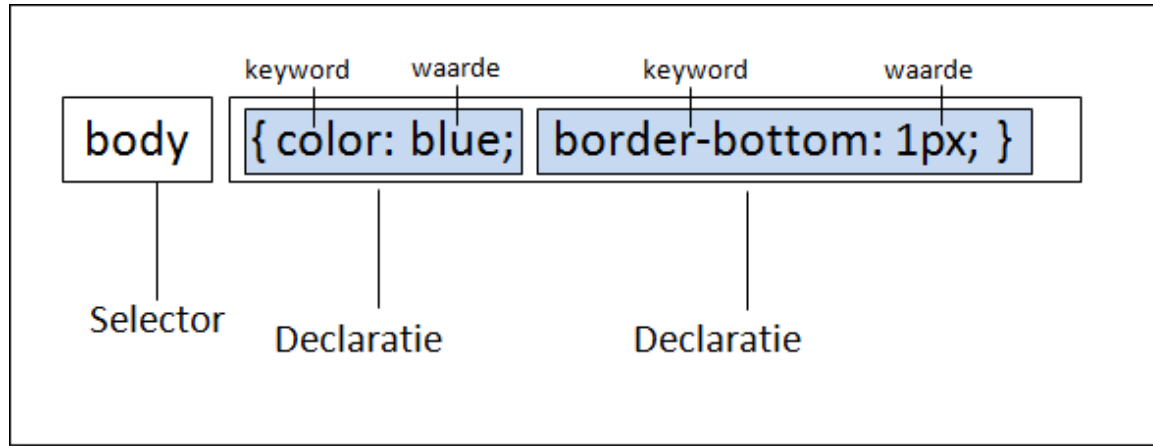 keyword waarde keyword waarde
body { color: blue; border-bottom: 1px; }
Selector Declaratie Declaratie